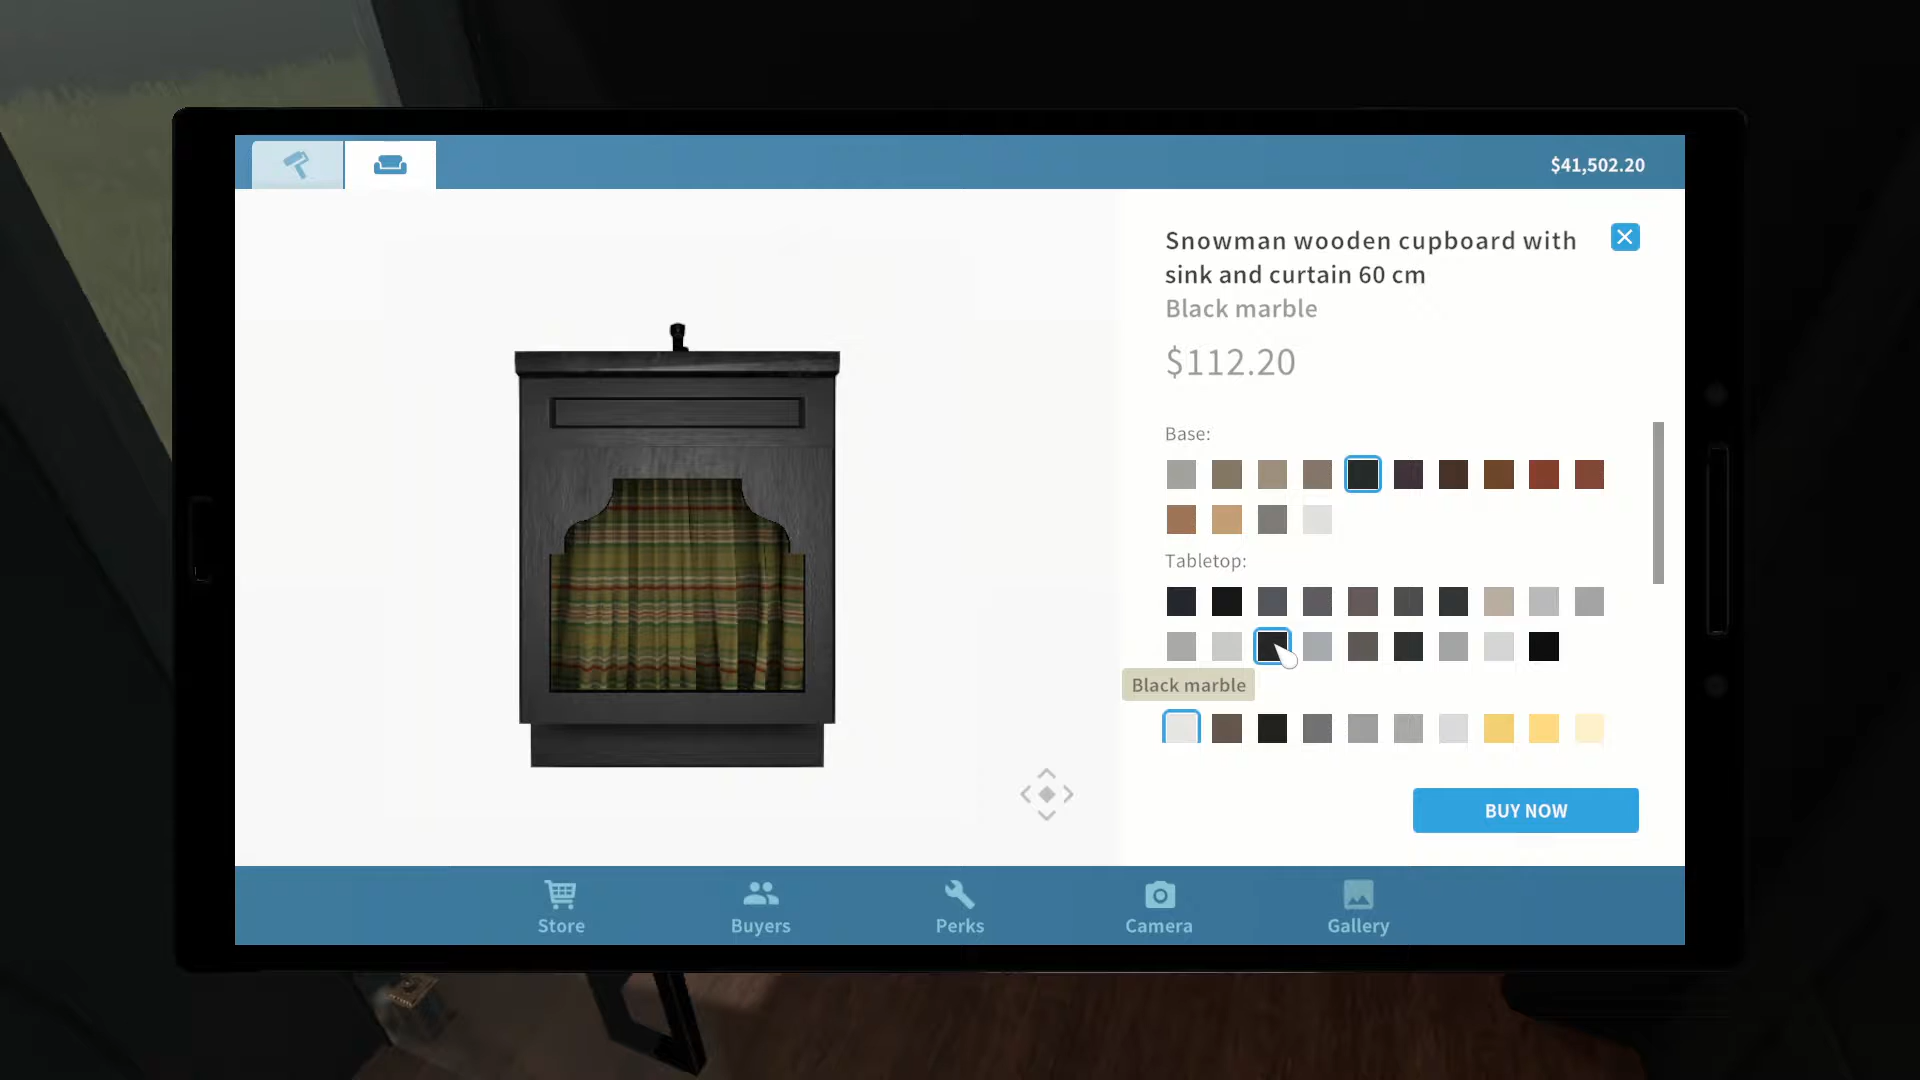 $41,502.20
Snowman wooden cupboard with
sink and curtain 60 cm
Black marble
$112.20
Base:
Tabletop:
Black marble
BUY NOW
Store
Buyers
Perks
Camera
Gallery